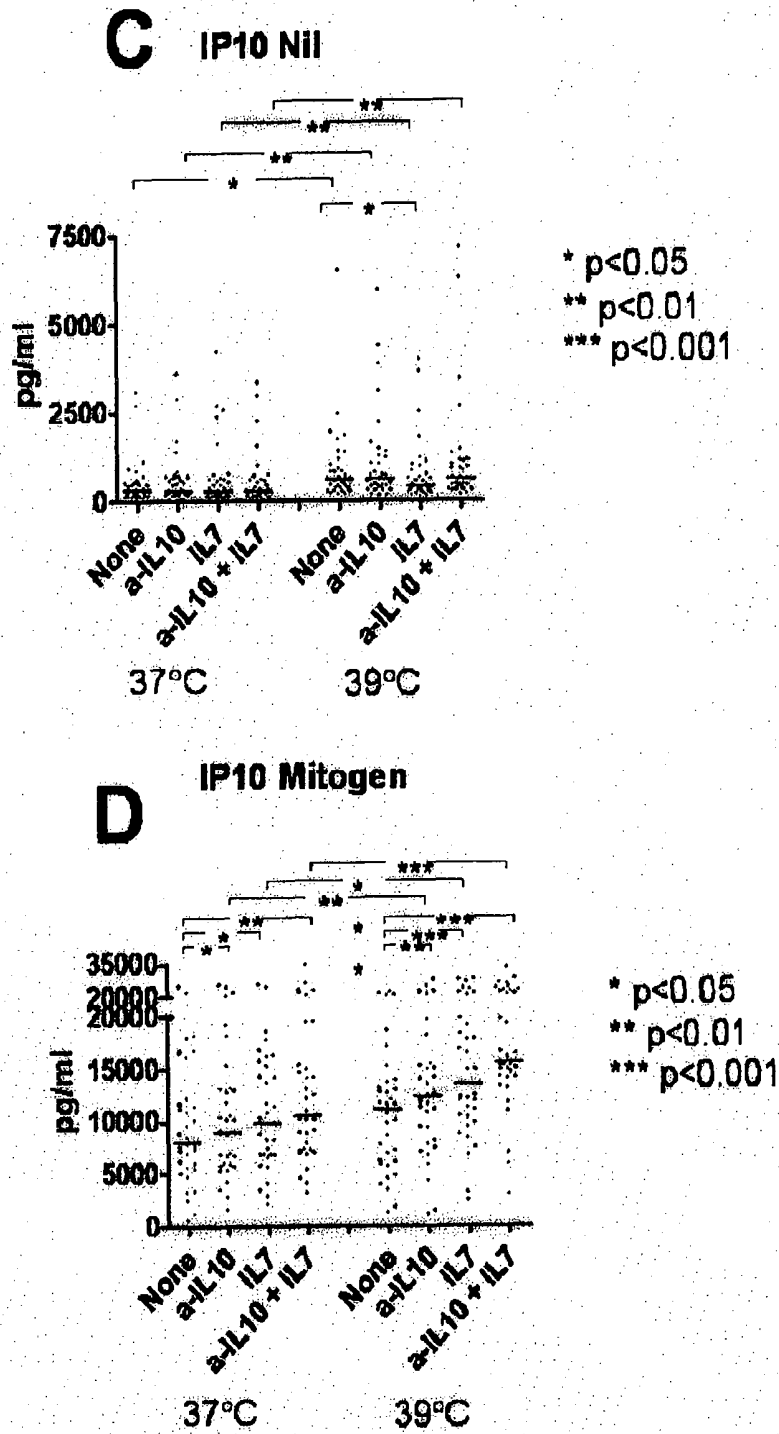 C IP10 Nil
**
**
**
*
*
7500
5000
2500
0
pg/ml
* p<0.05
** p<0.01
*** p<0.001
None
a-IL10
IL7
a-IL10 + IL7
None
a-IL10
IL7
a-IL10 + IL7
37°C 39°C
IP10 Mitogen
D
***
*
**
** * ***
* ***
* **
*
35000
20000
20000
15000
10000
5000
0
pg/ml
* p<0.05
** p<0.01
*** p<0.001
None
a-IL10
IL7
a-IL10 + IL7
None
a-IL10
IL7
a-IL10 + IL7
37°C 39°C